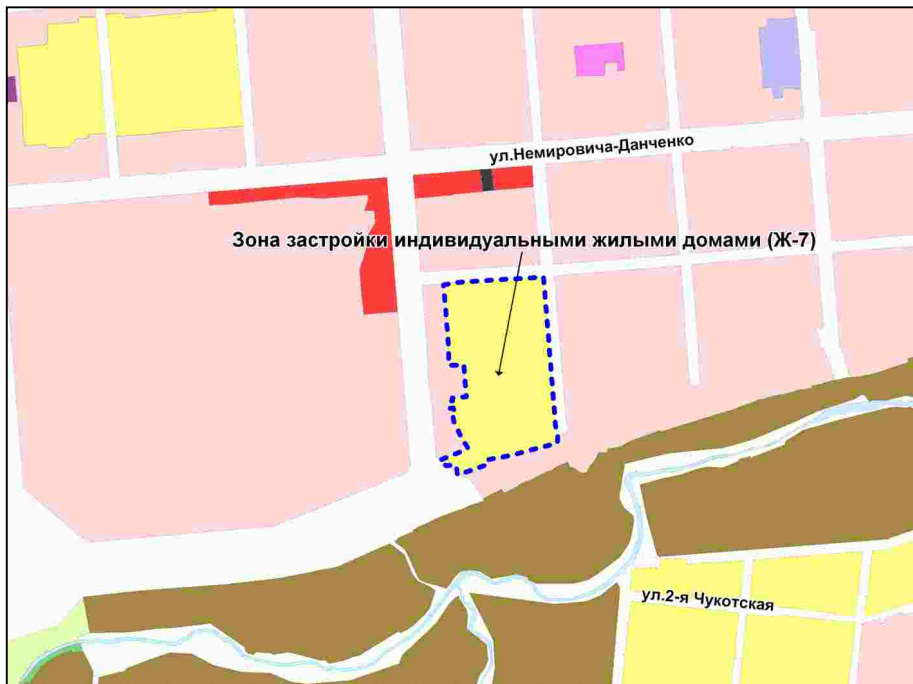 ул.Немировича-Данченко
Зона застройки индивидуальными жилыми домами (Ж-7)
ул.2-я Чукотская